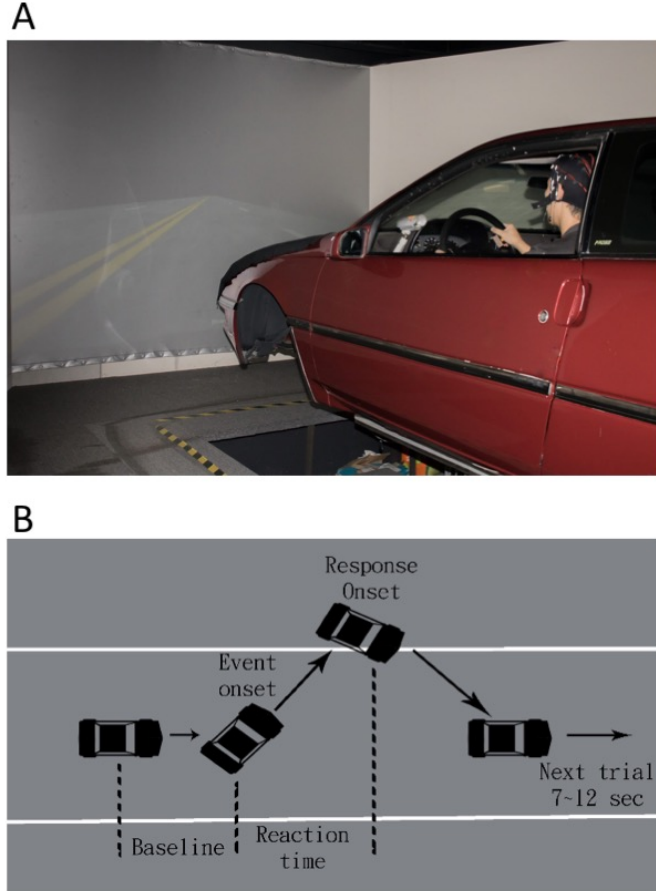 A
B
Response
Onset
Event
onset
Next trial
7~12 sec
Baseline
Reaction
time